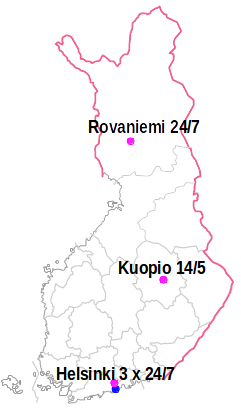 Rovaniemi 24/7
Kuopio 14/5
Helsinki 3 x 24/7